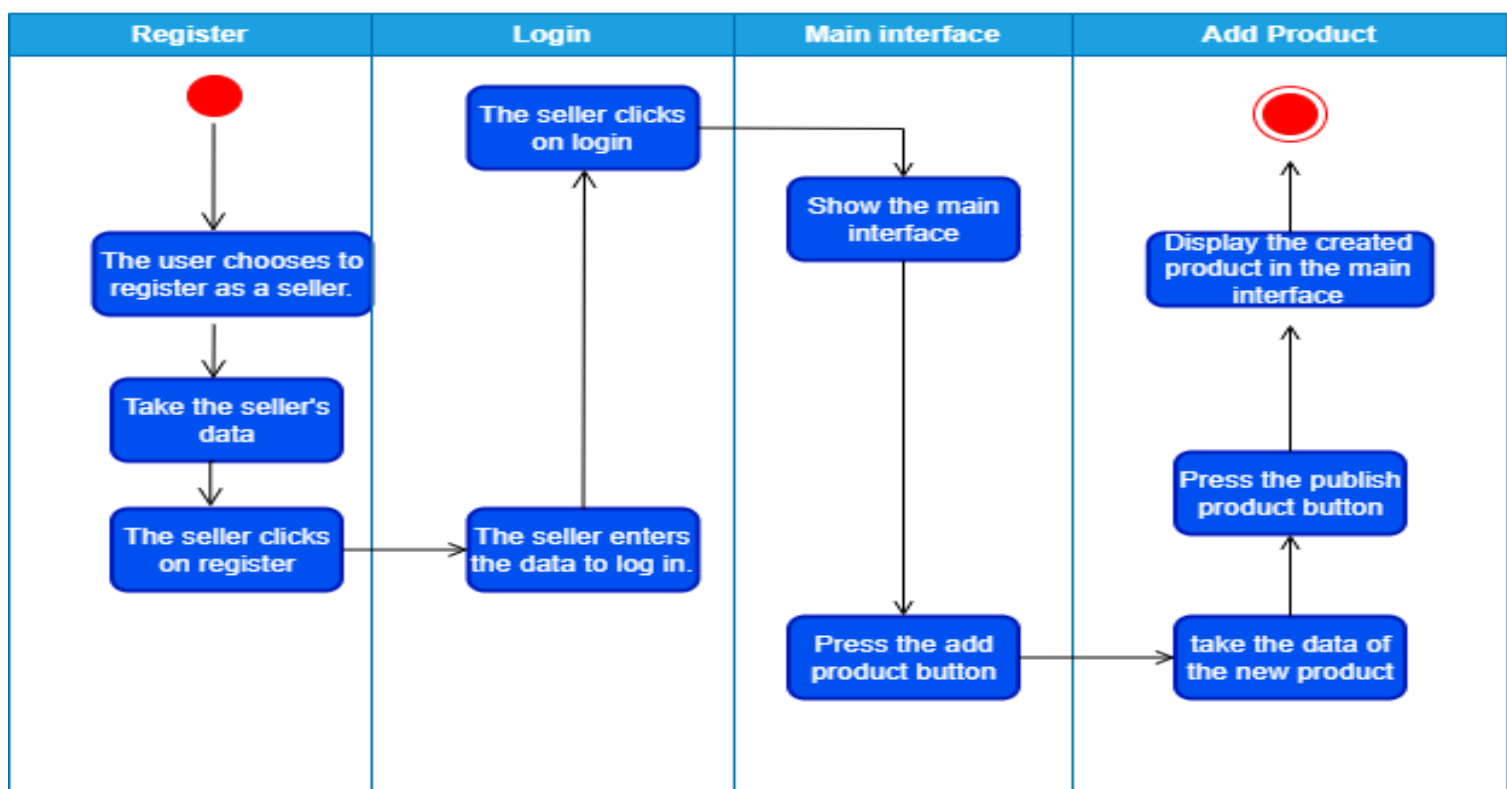 Register
Login
Main interface
Add Product
The user chooses to
register as a seller.
Take the seller's
data
The seller clicks
on register
The seller clicks
on login
The seller enters
the data to log in.
Show the main
interface
Press the add
product button
Display the created
product in the main
interface
Press the publish
product button
take the data of
the new product